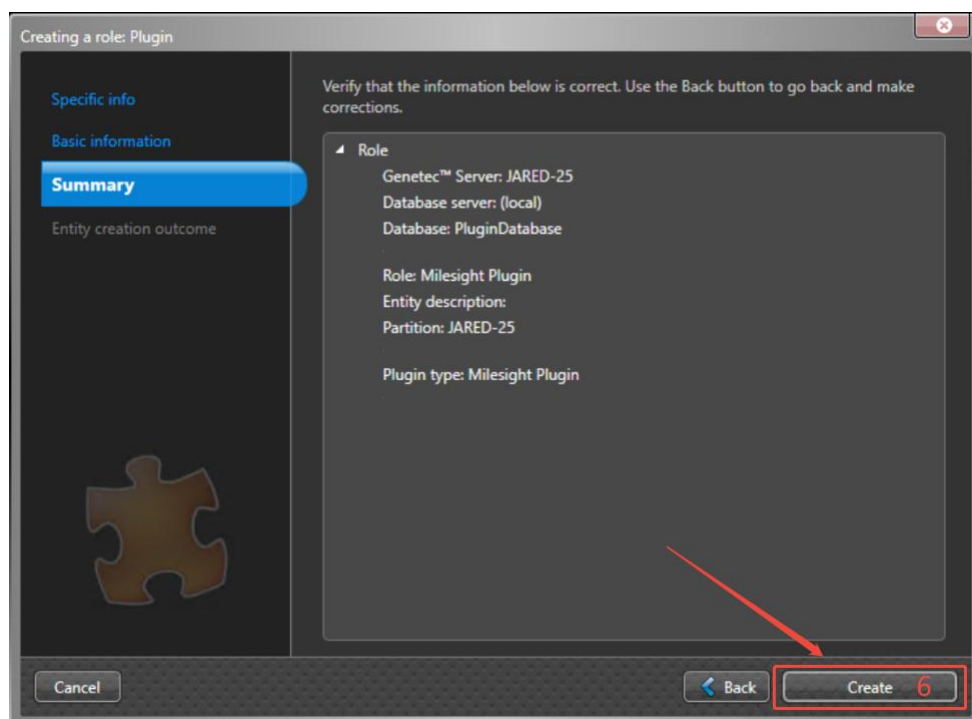 Creating a role: Plugin
Specific info
Basic information
Summary
Entity creation outcome
Verify that the information below is correct. Use the Back button to go back and make
corrections.
Role
Genetec™ Server: JARED-25
Database server: (local)
Database: PluginDatabase
Role: Milesight Plugin
Entity description:
Partition: JARED-25
Plugin type: Milesight Plugin
Cancel
Back
Create 6